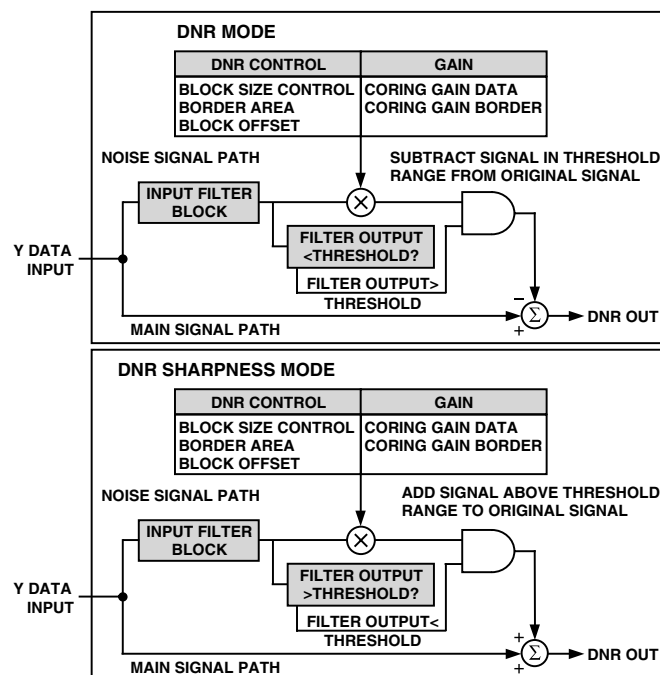 DNR MODE
DNR CONTROL
GAIN
BLOCK SIZE CONTROL
BORDER AREA
BLOCK OFFSET
CORING GAIN DATA
CORING GAIN BORDER
NOISE SIGNAL PATH
SUBTRACT SIGNAL IN THRESHOLD
RANGE FROM ORIGINAL SIGNAL
INPUT FILTER
BLOCK
×
FILTER OUTPUT
<THRESHOLD?
Y DATA
INPUT
FILTER OUTPUT>
THRESHOLD
–
Σ
+
DNR OUT
MAIN SIGNAL PATH
DNR SHARPNESS MODE
DNR CONTROL
GAIN
BLOCK SIZE CONTROL
BORDER AREA
BLOCK OFFSET
CORING GAIN DATA
CORING GAIN BORDER
NOISE SIGNAL PATH
ADD SIGNAL ABOVE THRESHOLD
RANGE TO ORIGINAL SIGNAL
INPUT FILTER
BLOCK
×
FILTER OUTPUT
>THRESHOLD?
Y DATA
INPUT
FILTER OUTPUT<
THRESHOLD
+
Σ
+
DNR OUT
MAIN SIGNAL PATH